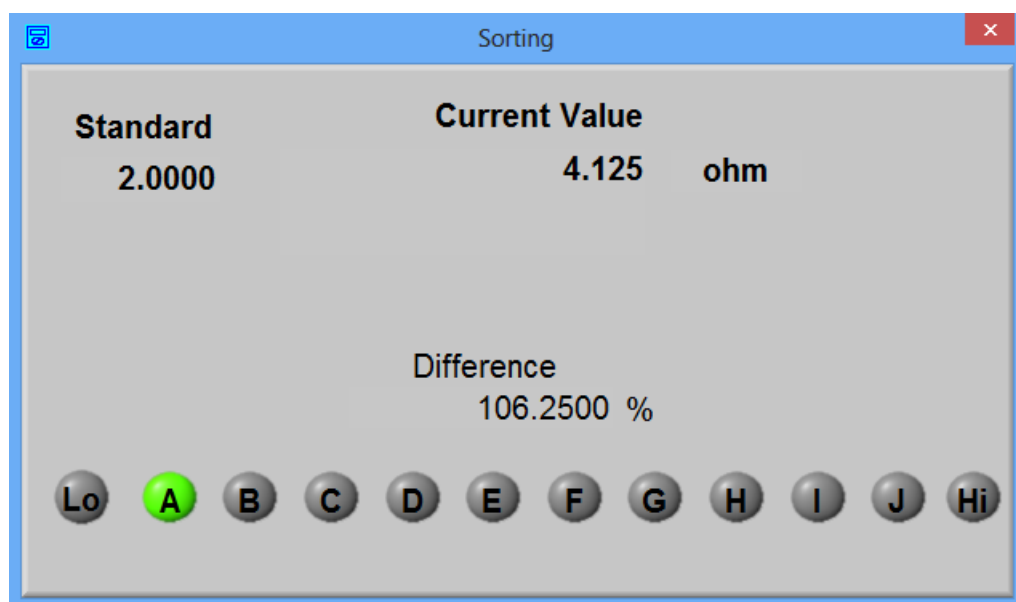 Sorting
Standard
Current Value
2.0000
4.125 ohm
Difference
106.2500 %
Lo A B C D E F G H I J Hi